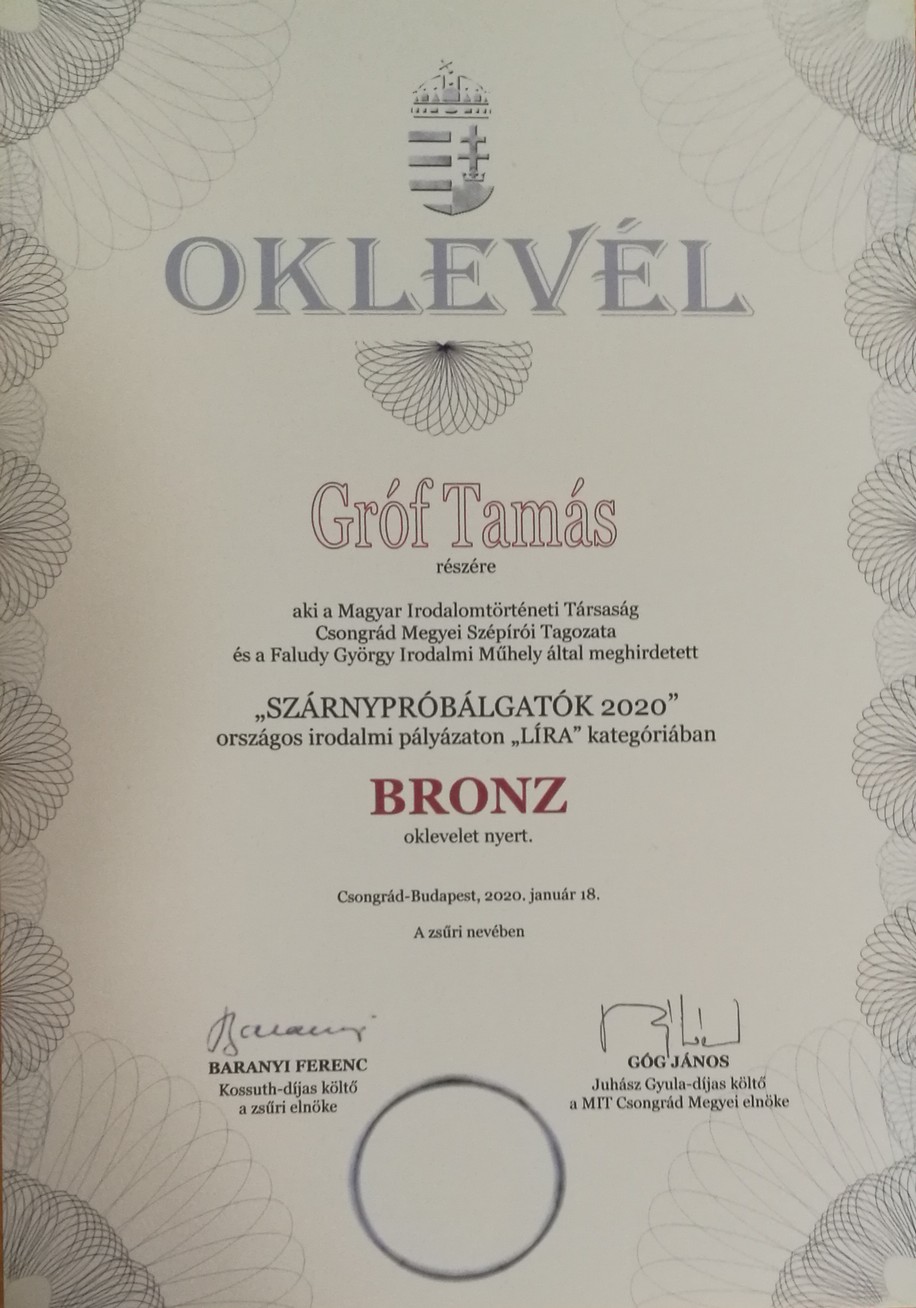 OKLEVÉL
Gróf Tamás
részére
aki a Magyar Irodalomtörténeti Társaság
Csongrád Megyei Szépírói Tagozata
és a Faludy György Irodalmi Műhely által meghirdetett
„SZÁRNYPRÓBÁLGATÓK 2020”
országos irodalmi pályázaton „LÍRA” kategóriában
BRONZ
oklevelet nyert.
Csongrád-Budapest, 2020. január 18.
A zsűri nevében
Baranyi
BARANYI FERENC
Kossuth-díjas költő
a zsűri elnöke
GÓG JÁNOS
Juhász Gyula-díjas költő
a MIT Csongrád Megyei elnöke